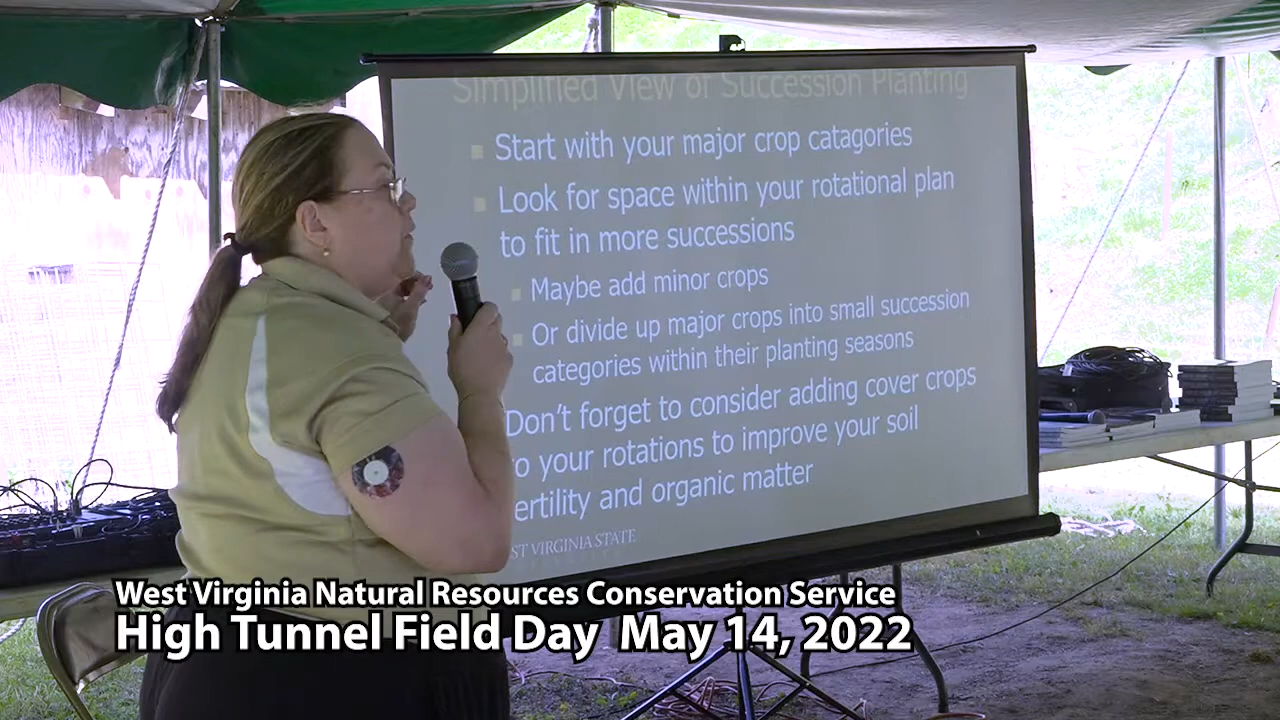 Simplified View of Succession Planting
Start with your major crop catagories
Look for space within your rotational plan
to fit in more successions
Maybe add minor crops
Or divide up major crops into small succession
categories within their planting seasons
Don't forget to consider adding cover crops
o your rotations to improve your soil
ertility and organic matter
ST VIRGINIA STATE
West Virginia Natural Resources Conservation Service
High Tunnel Field Day May 14, 2022